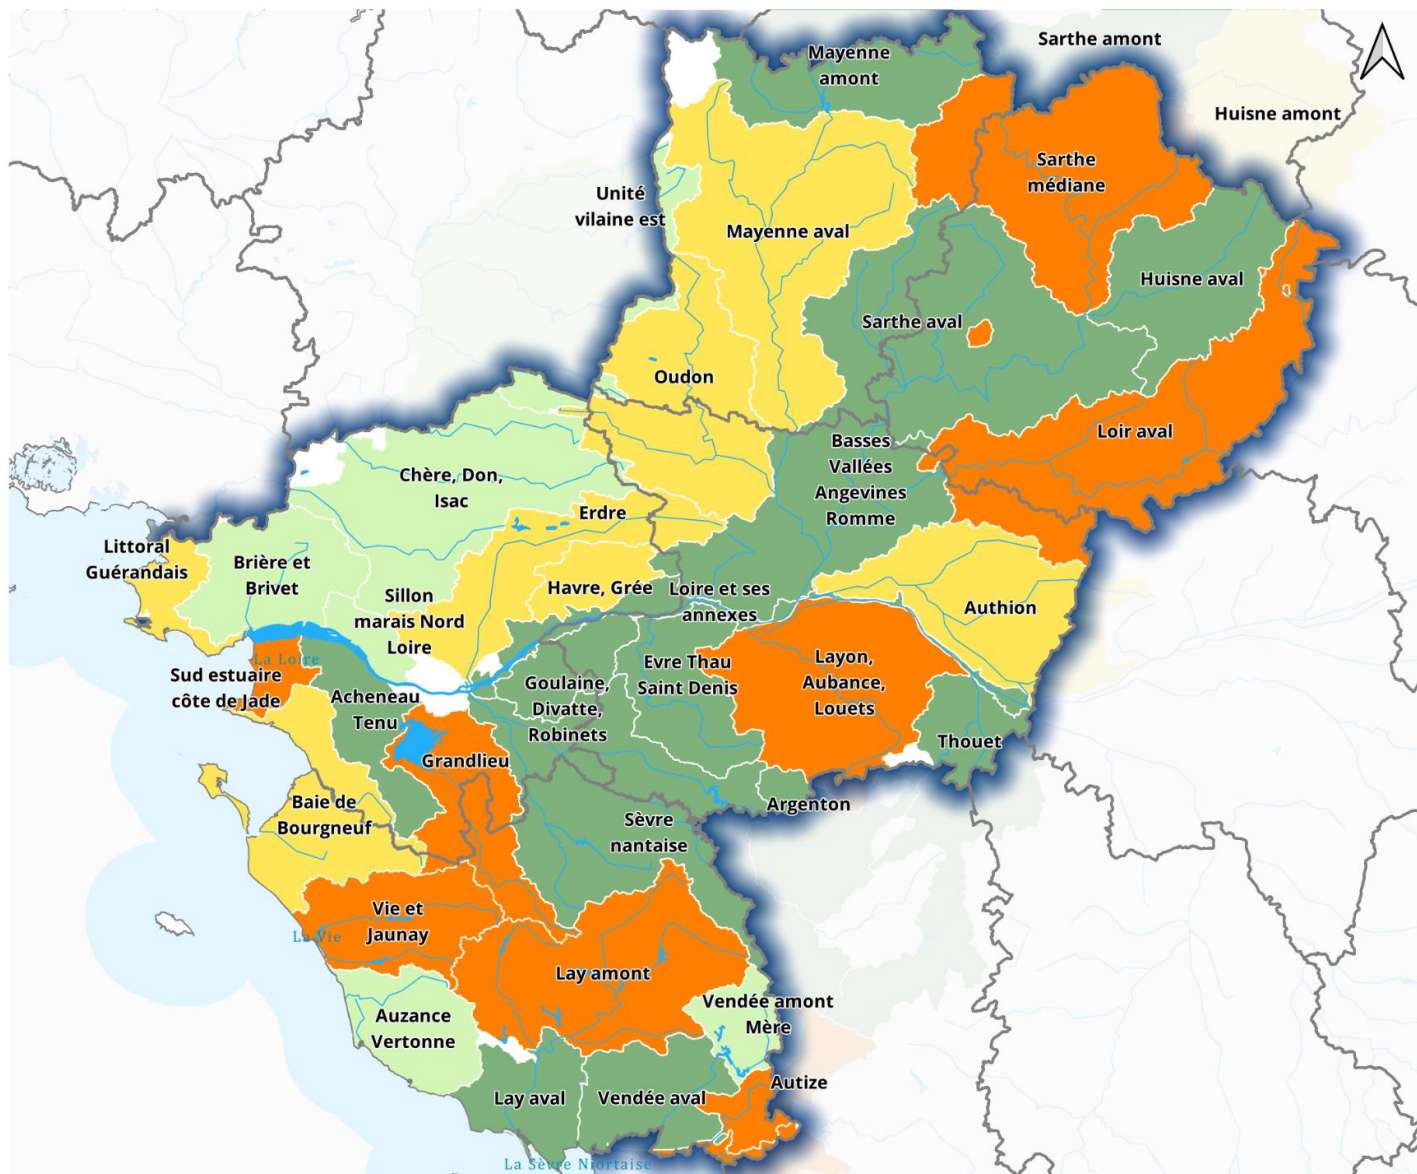 Sarthe amont
Mayenne
amont
Huisne amont
Sarthe
médiane
Unité
vilaine est
Mayenne aval
Huisne aval
Sarthe aval
Oudon
Loir aval
Basses
Vallées
Angevines
Romme
Chère, Don,
Isac
Erdre
Littoral
Guérandais
Brière et
Brivet
Sillon
marais Nord
Loire
Havre, Grée
Loire et ses
annexes
Authion
La Loire
Sud estuaire
côte de Jade
Acheneau
Tenu
Goulaine,
Divatte,
Robinets
Evre Thau
Saint Denis
Layon,
Aubance,
Louets
Thouet
Grandlieu
Baie de
Bourgneuf
Argenton
Sèvre
nantaise
Vie et
Jaunay
La Vie
Lay amont
Auzance
Vertonne
Vendée amont
Mère
Autize
Lay aval
Vendée aval
La Sèvre Niortaise